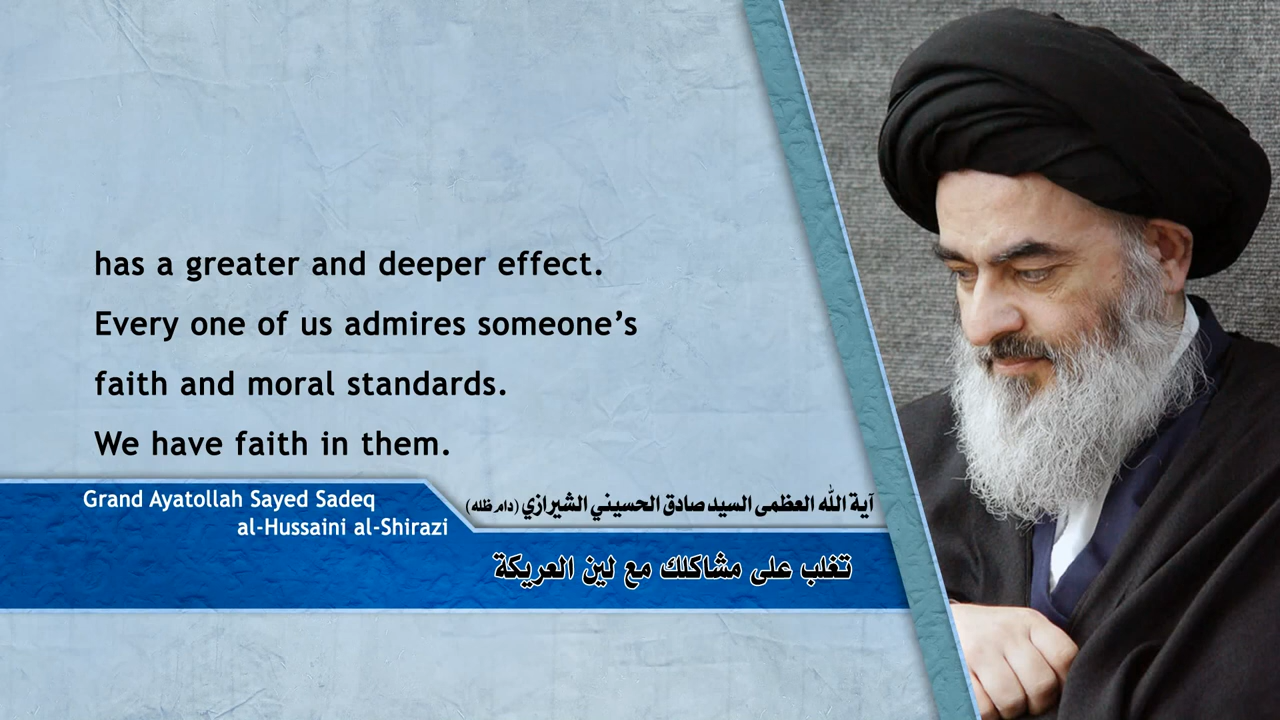 has a greater and deeper effect.
Every one of us admires someone’s
faith and moral standards.
We have faith in them.
Grand Ayatollah Sayed Sadeq
al-Hussaini al-Shirazi
آية الله العظمى السيد صادق الحسيني الشيرازي (دام ظله)
تغلب على مشاكلك مع لين العريكة